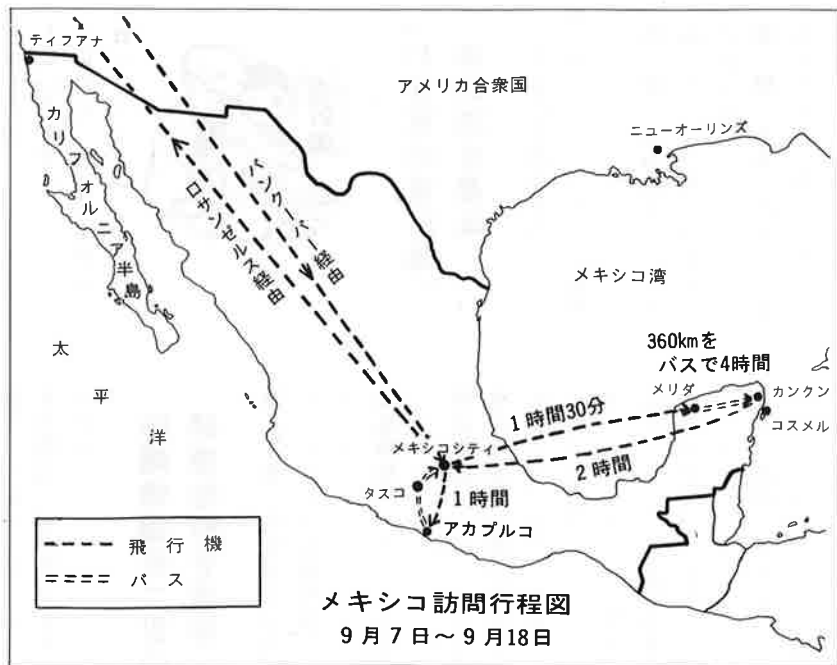 ティファナ
アメリカ合衆国
ニューオーリンズ
カリフォルニア半島
バンクーバー経由
ロサンゼルス経由
メキシコ湾
太平洋
360kmを
バスで4時間
メリダ
カンクン
コスメル
1時間30分
メキシコシティ
2時間
タスコ
1時間
アカプルコ
飛行機
バス
メキシコ訪問行程図
9月7日〜9月18日